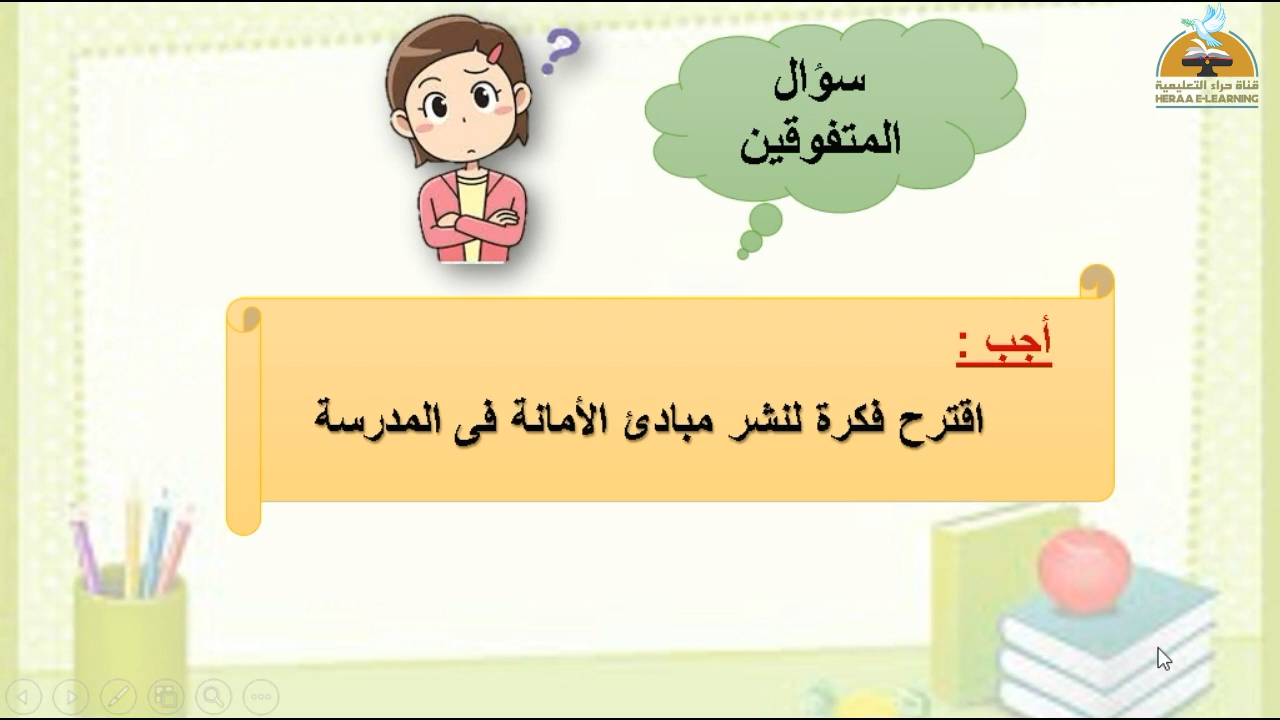 سؤال
المتفوقين
?
قناة حراء التعليمية
HERAA E-LEARNING
أجب :
اقترح فكرة لنشر مبادئ الأمانة فى المدرسة